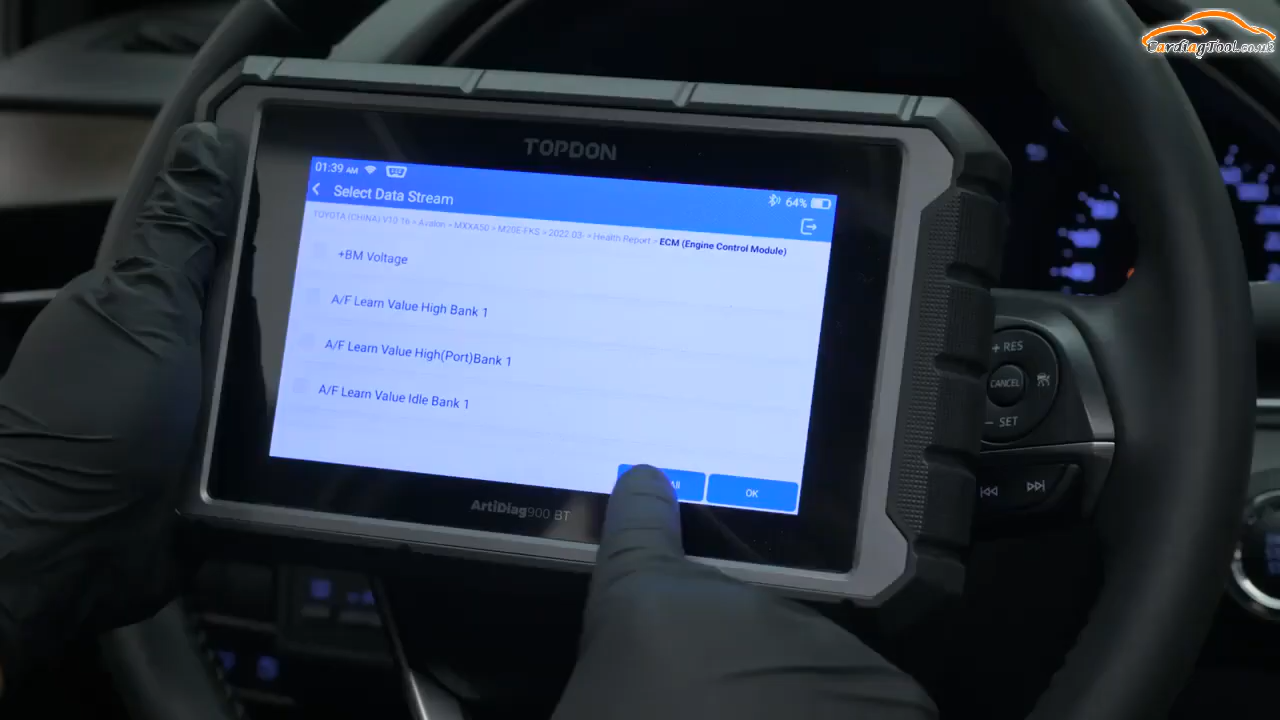 CardiagTool.co.uk
TOPDON
01:39 AM
64%
Select Data Stream
TOYOTA (CHINA) V10.16 > Avalon > MXXA50 > M20E-FKS > 2022.03- > Health Report > ECM (Engine Control Module)
+BM Voltage
A/F Learn Value High Bank 1
A/F Learn Value High(Port)Bank 1
A/F Learn Value Idle Bank 1
All
OK
ArtiDiag900 BT
+ RES
CANCEL
− SET